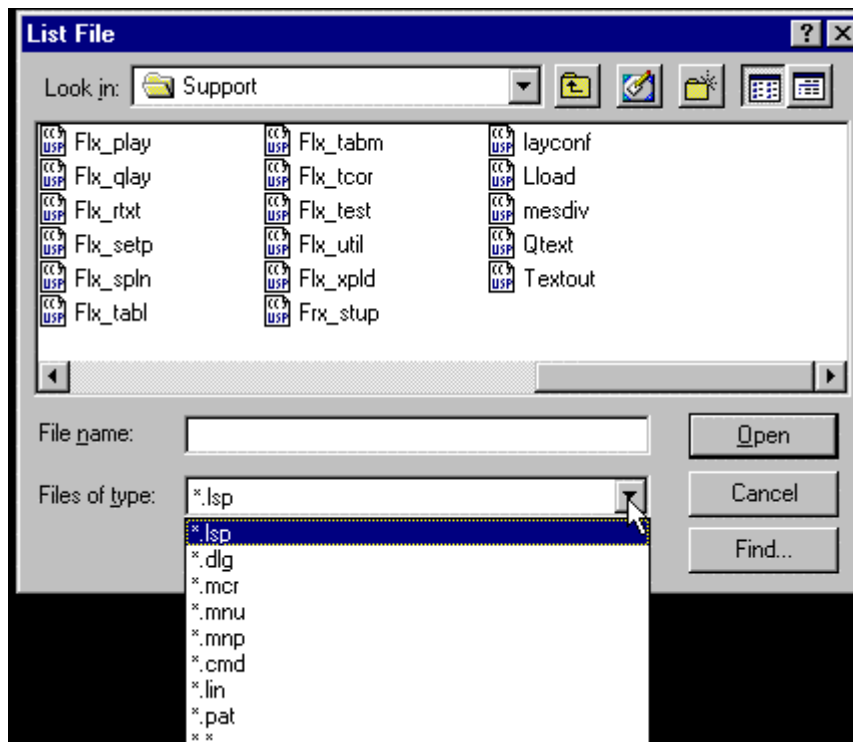 List File
Look in: Support
Flx_play Flx_tabm layconf
Flx_qlay Flx_tcor Lload
Flx_rtxt Flx_test mesdiv
Flx_setp Flx_util Qtext
Flx_spln Flx_xpld Textout
Flx_tabl Frx_stup
File name: Open
Files of type: *.lsp Cancel
*.lsp
*.dlg Find...
*.mcr
*.mnu
*.mnp
*.cmd
*.lin
*.pat
*.*